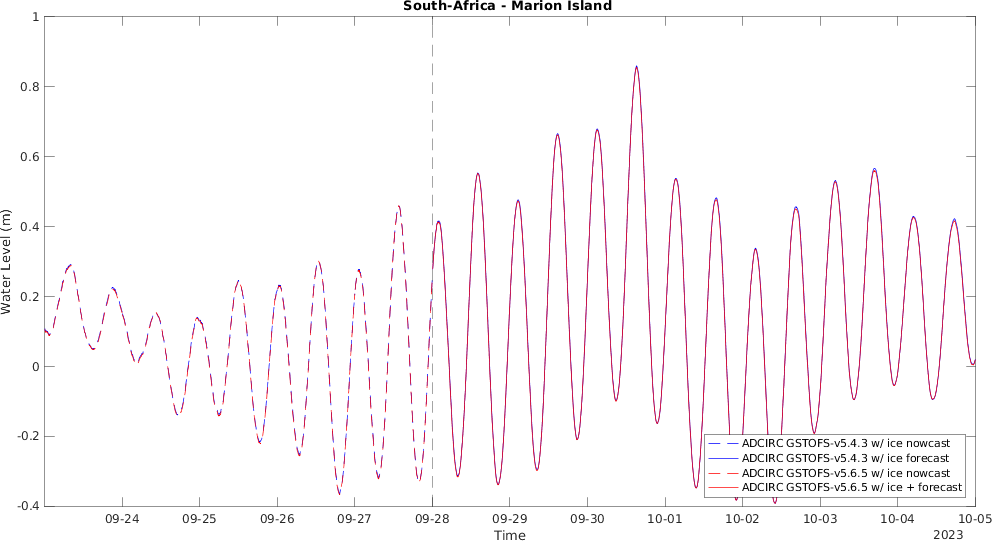 South-Africa - Marion Island
1
0.8
0.6
0.4
0.2
0
-0.2
-0.4
Water Level (m)
ADCIRC GSTOFS-v5.4.3 w/ ice nowcast
ADCIRC GSTOFS-v5.4.3 w/ ice forecast
ADCIRC GSTOFS-v5.6.5 w/ ice nowcast
ADCIRC GSTOFS-v5.6.5 w/ ice + forecast
09-24 09-25 09-26 09-27 09-28 09-29 09-30 10-01 10-02 10-03 10-04 10-05
Time
2023